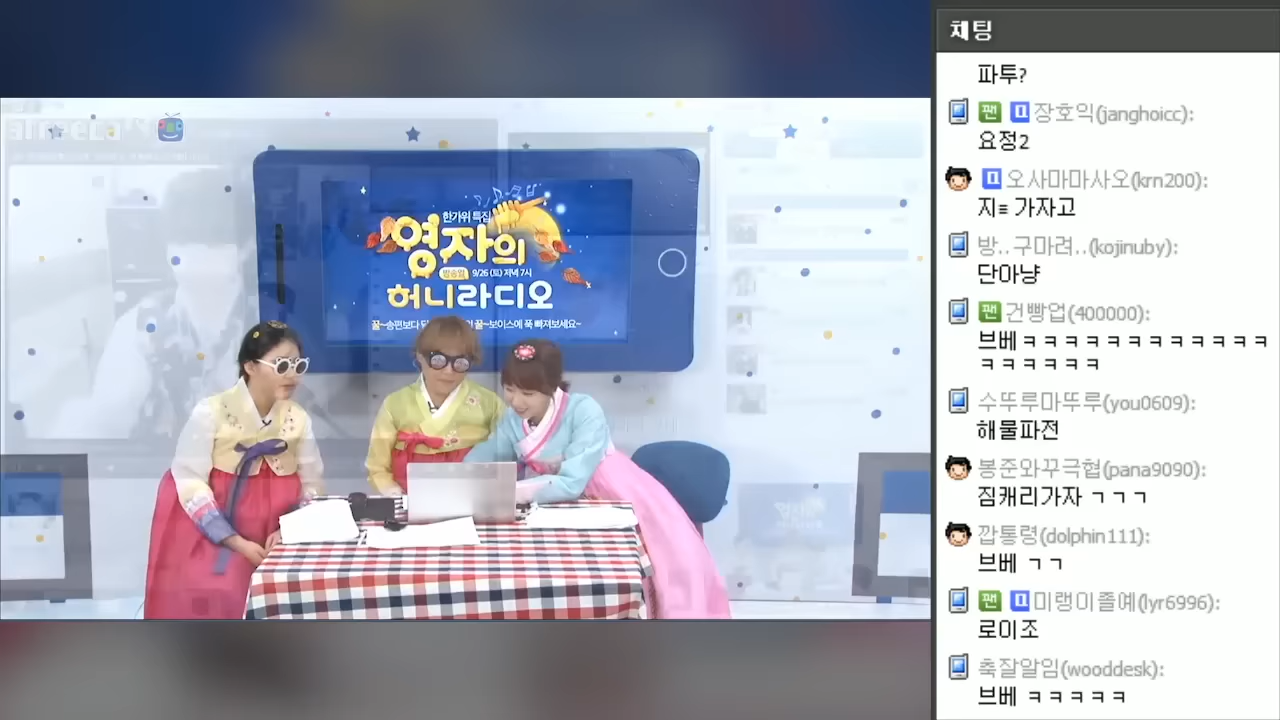 한가위 특집
영자의
방송일 9/26 (토) 저녁 7시
허니라디오
채팅
파투?
팬 장호익(janghoicc):
요정2
오사마마사오(krn200):
지≡ 가자고
방..구마려..(kojinuby):
단아냥
팬 건빵업(400000):
브베ㅋㅋㅋㅋㅋㅋㅋㅋㅋㅋㅋㅋ
ㅋㅋㅋㅋㅋㅋ
수뚜루마뚜루(you0609):
해물파전
봉준와꾸극혐(pana9090):
짐캐리가자 ㄱㄱㄱ
깝통령(dolphin111):
브베 ㄱㄱ
팬 미랭이졸예(lyr6996):
로이조
축잘알임(wooddesk):
브베 ㅋㅋㅋㅋㅋ